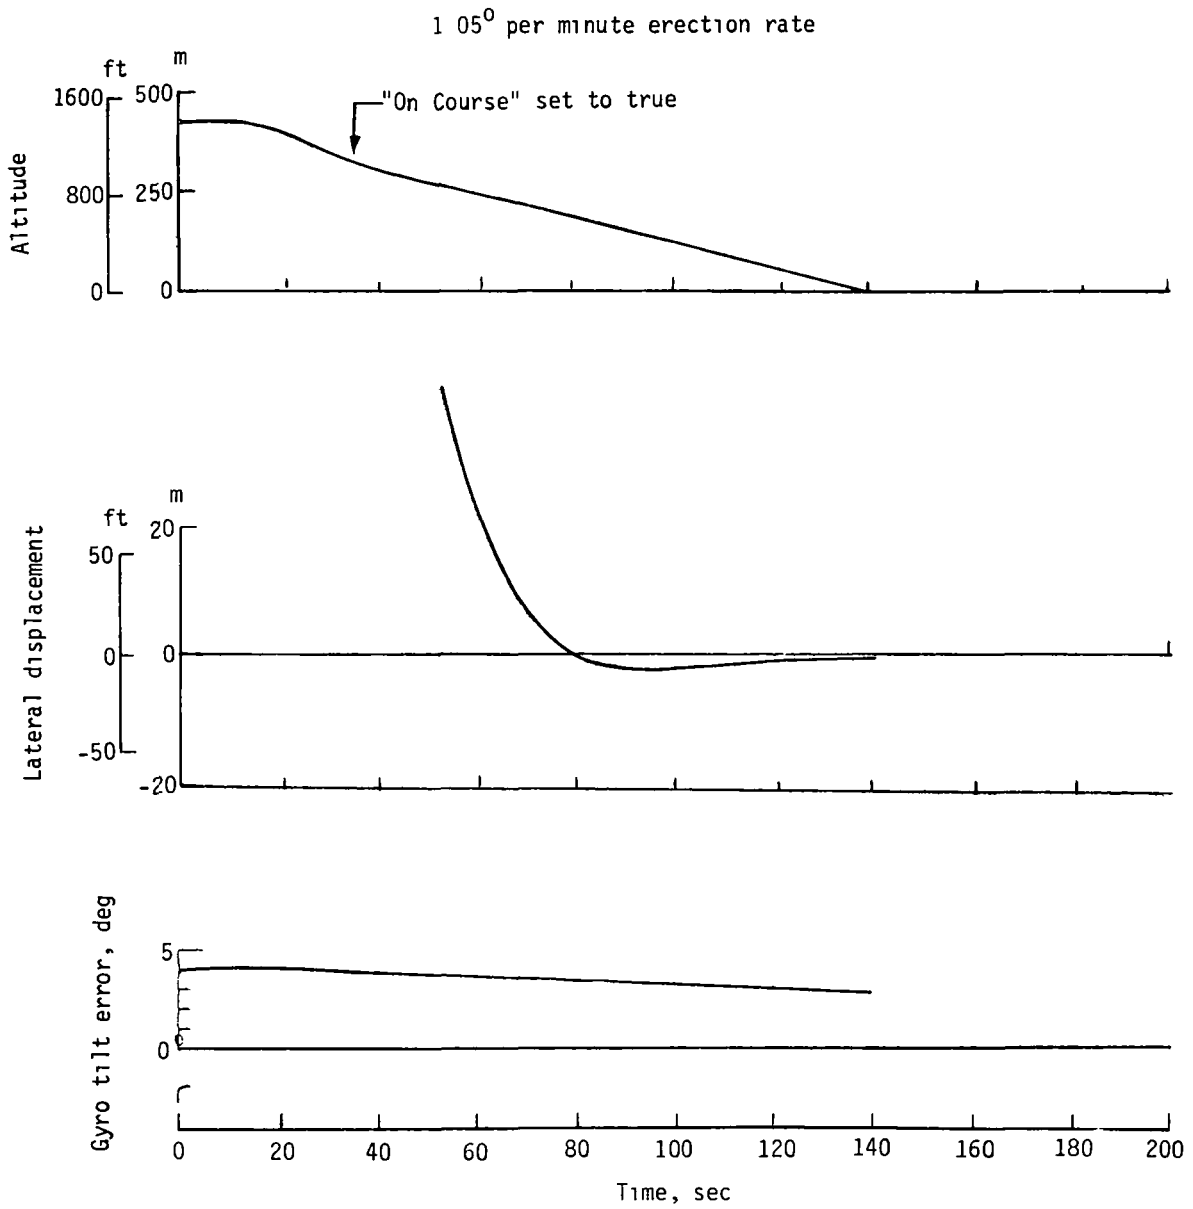 1 05° per minute erection rate
ft
m
1600
500
"On Course" set to true
Altitude
800
250
0
0
m
ft
20
50
Lateral displacement
0
0
-50
-20
Gyro tilt error, deg
5
0
0 20 40 60 80 100 120 140 160 180 200
Time, sec